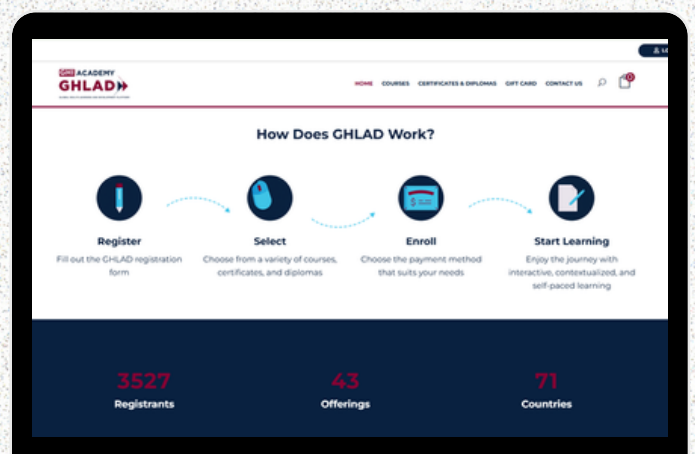 GHI ACADEMY
GHLAD
HOME COURSES CERTIFICATES & DIPLOMAS GIFT CARD CONTACT US
0
How Does GHLAD Work?
Register
Fill out the GHLAD registration
form
Select
Choose from a variety of courses,
certificates, and diplomas
Enroll
Choose the payment method
that suits your needs
Start Learning
Enjoy the journey with
interactive, contextualized, and
self-paced learning
3527
Registrants
43
Offerings
71
Countries